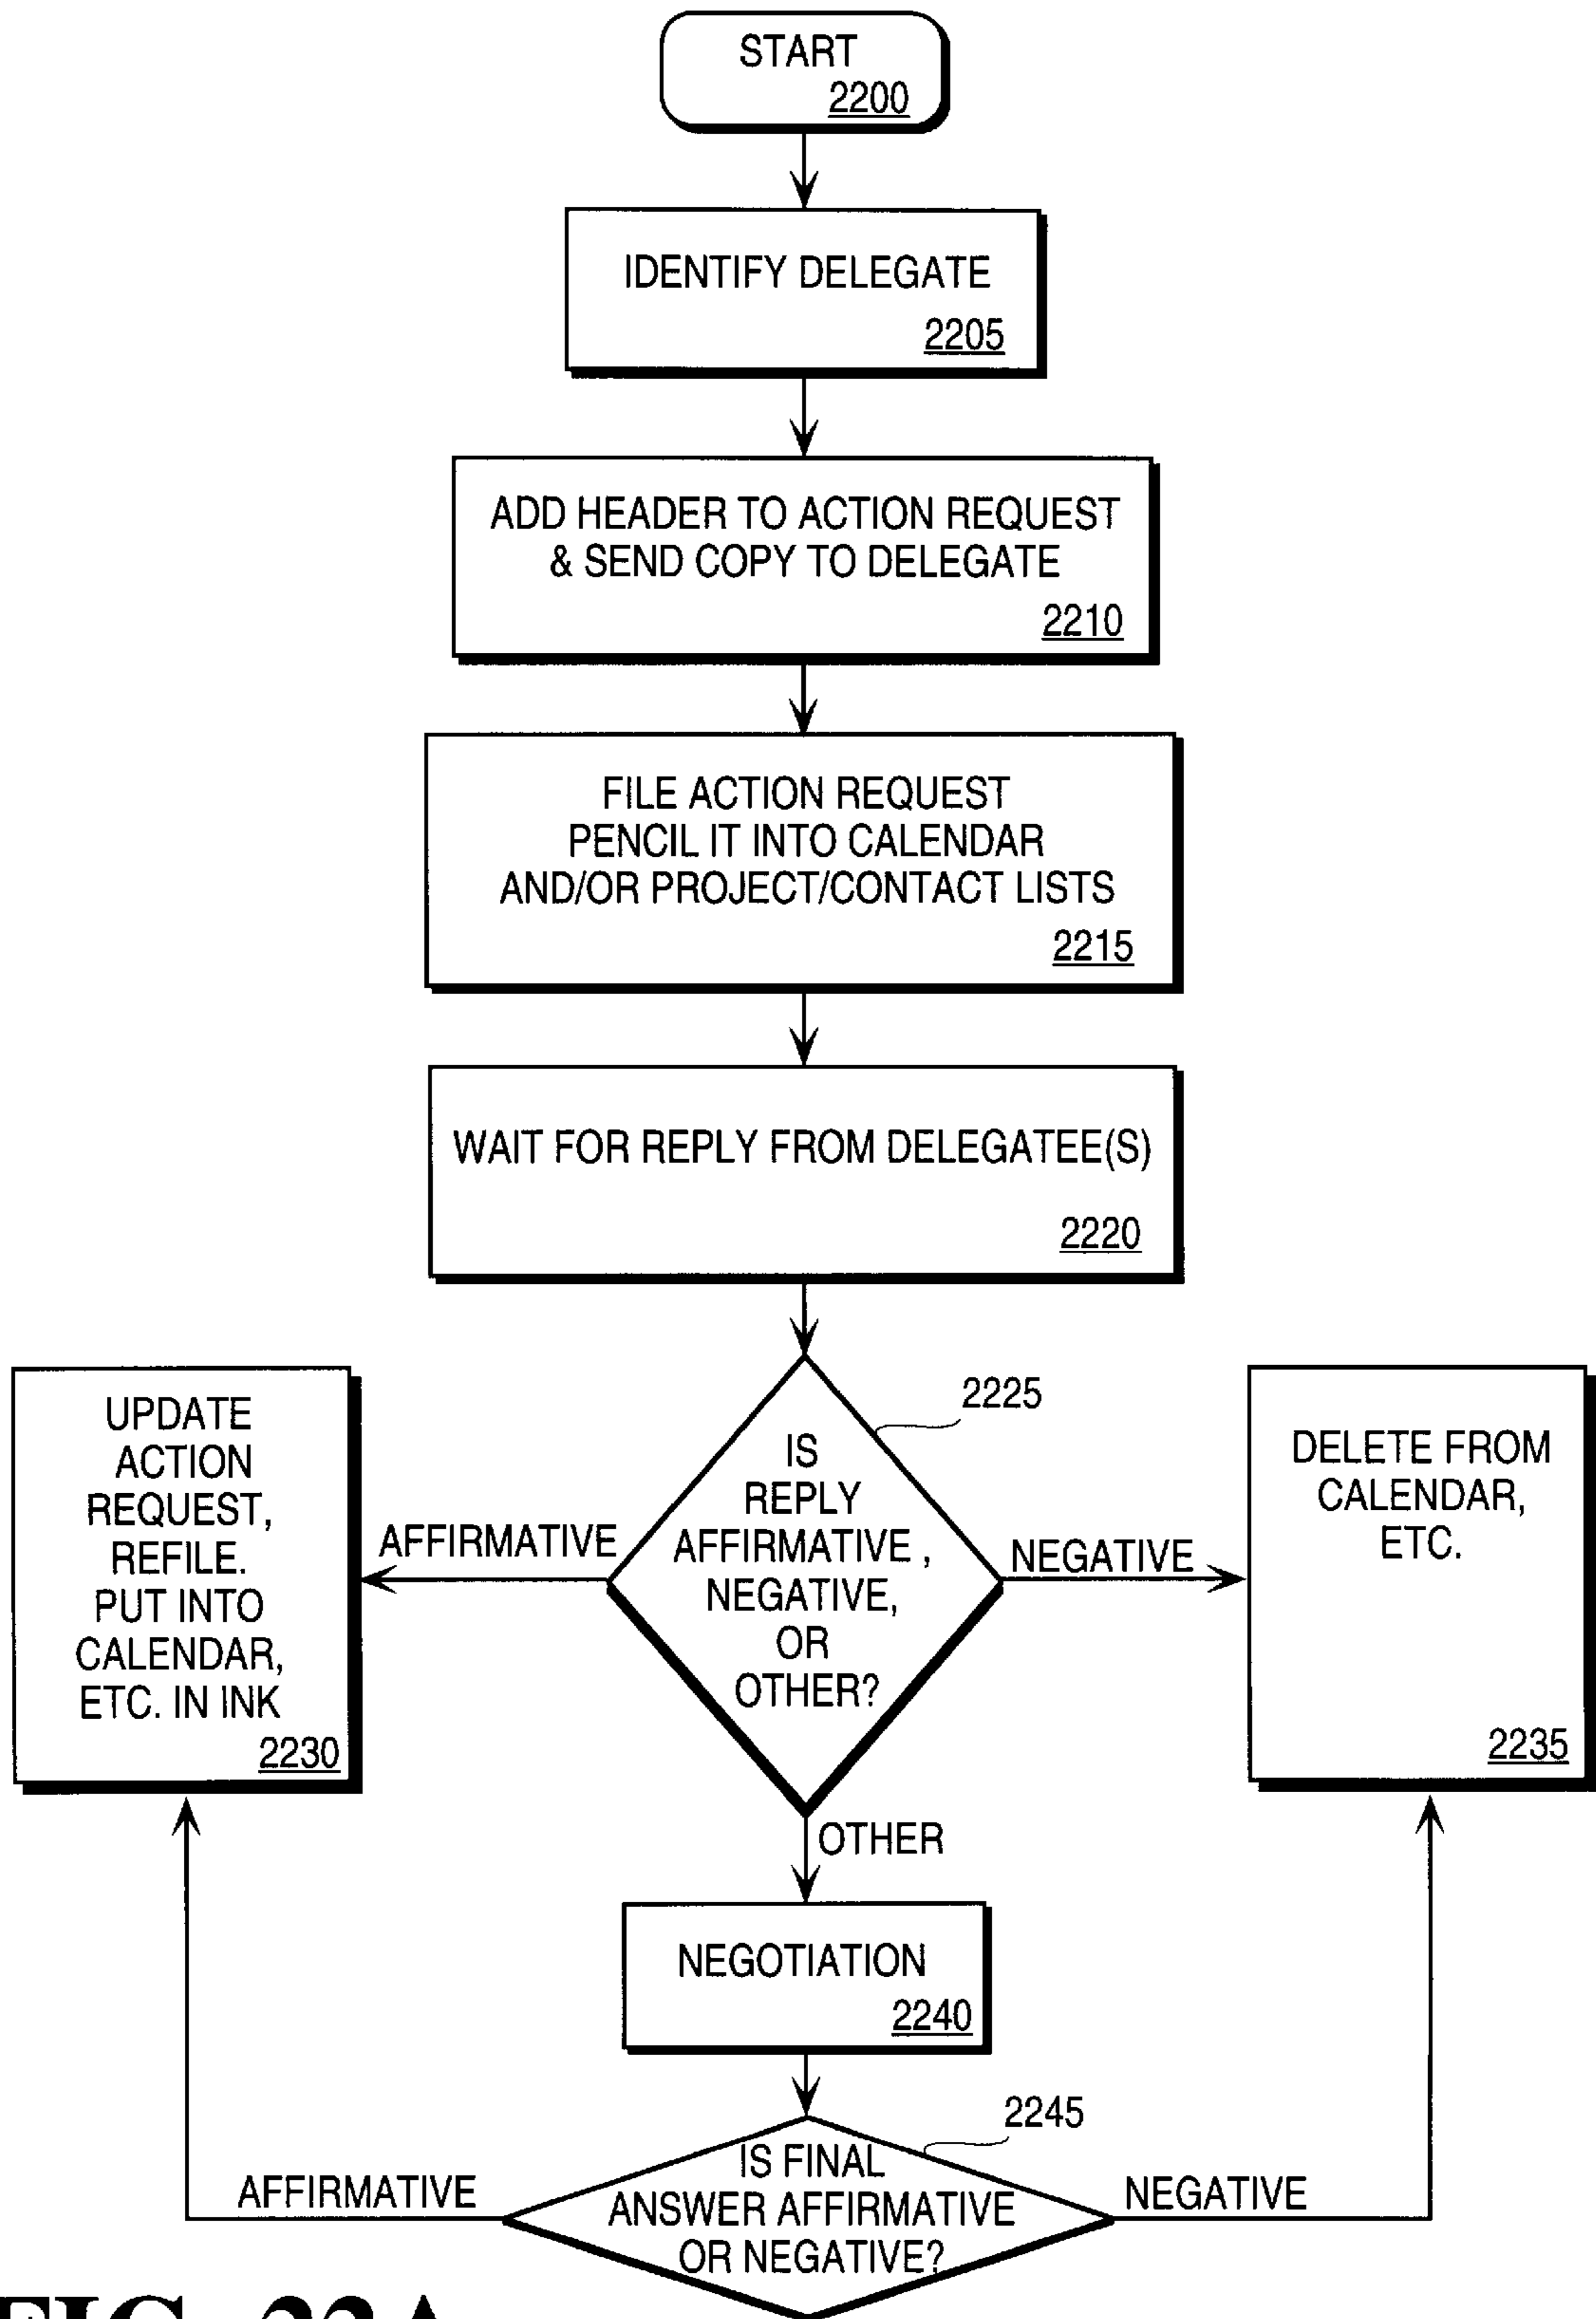 START
2200
IDENTIFY DELEGATE
2205
ADD HEADER TO ACTION REQUEST
& SEND COPY TO DELEGATE
2210
FILE ACTION REQUEST
PENCIL IT INTO CALENDAR
AND/OR PROJECT/CONTACT LISTS
2215
WAIT FOR REPLY FROM DELEGATEE(S)
2220
2225
IS
REPLY
AFFIRMATIVE ,
NEGATIVE,
OR
OTHER?
AFFIRMATIVE
UPDATE
ACTION
REQUEST,
REFILE.
PUT INTO
CALENDAR,
ETC. IN INK
2230
NEGATIVE
DELETE FROM
CALENDAR,
ETC.
2235
OTHER
NEGOTIATION
2240
2245
IS FINAL
ANSWER AFFIRMATIVE
OR NEGATIVE?
AFFIRMATIVE
NEGATIVE